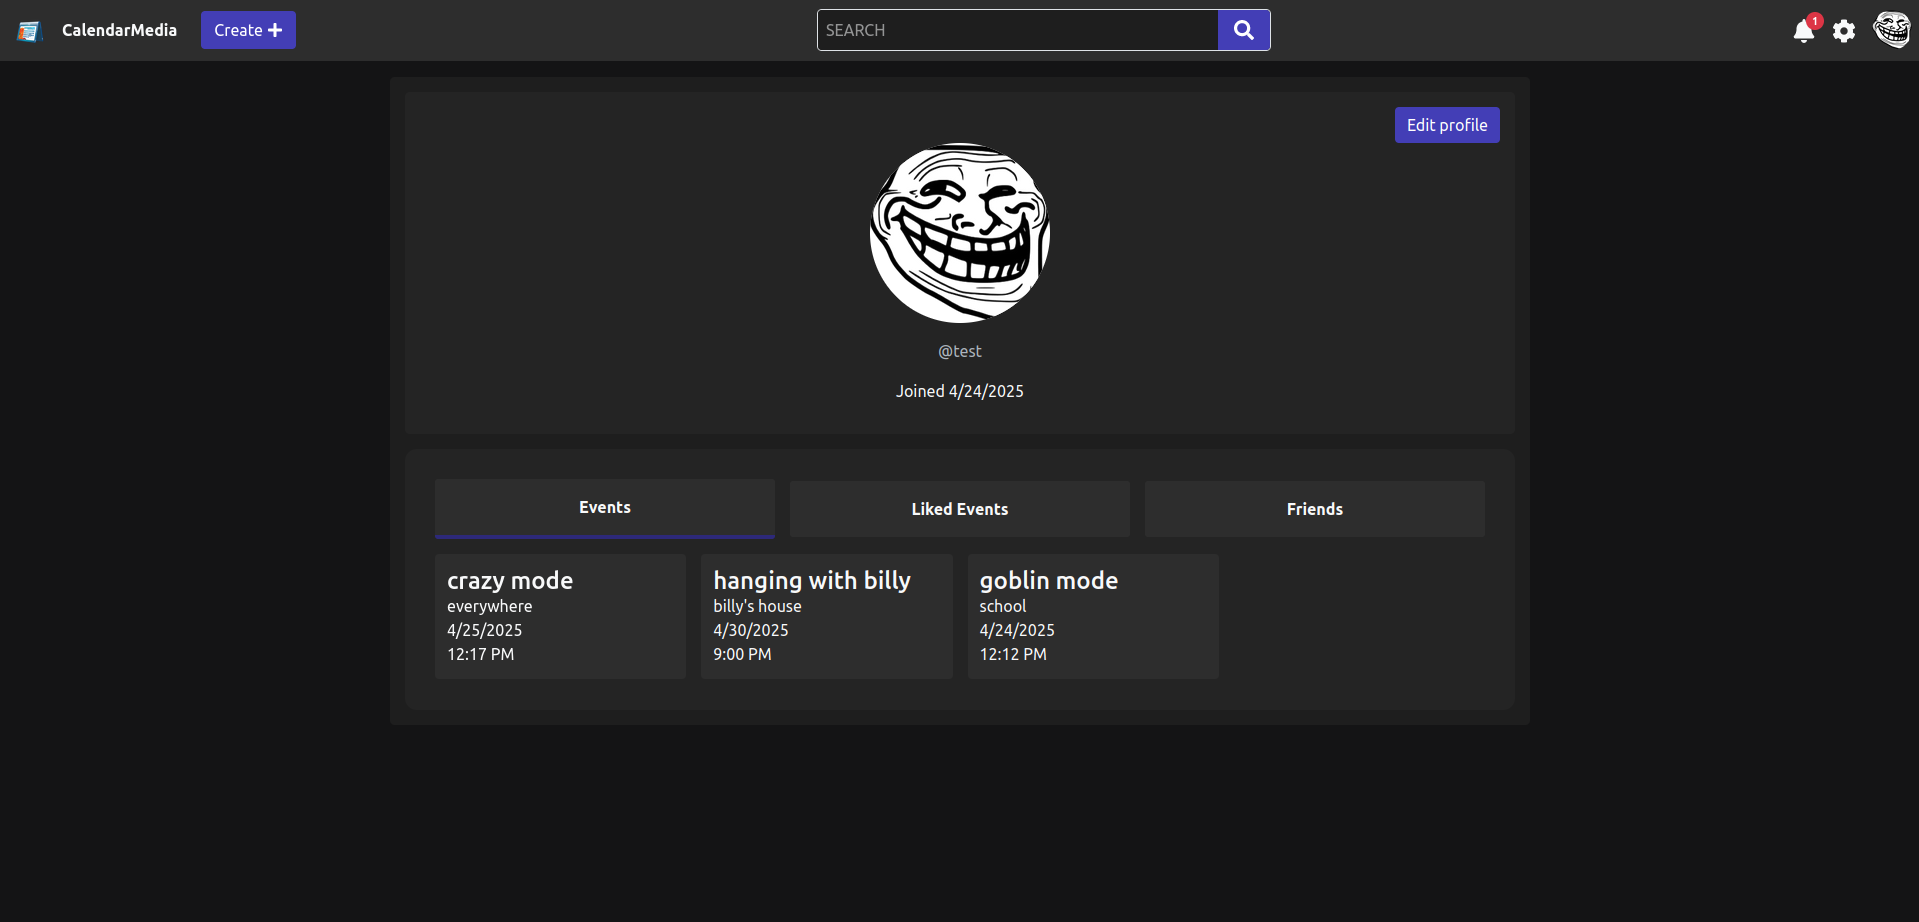 CalendarMedia
Create
SEARCH
1
Edit profile
@test
Joined 4/24/2025
Events
Liked Events
Friends
crazy mode
everywhere
4/25/2025
12:17 PM
hanging with billy
billy's house
4/30/2025
9:00 PM
goblin mode
school
4/24/2025
12:12 PM